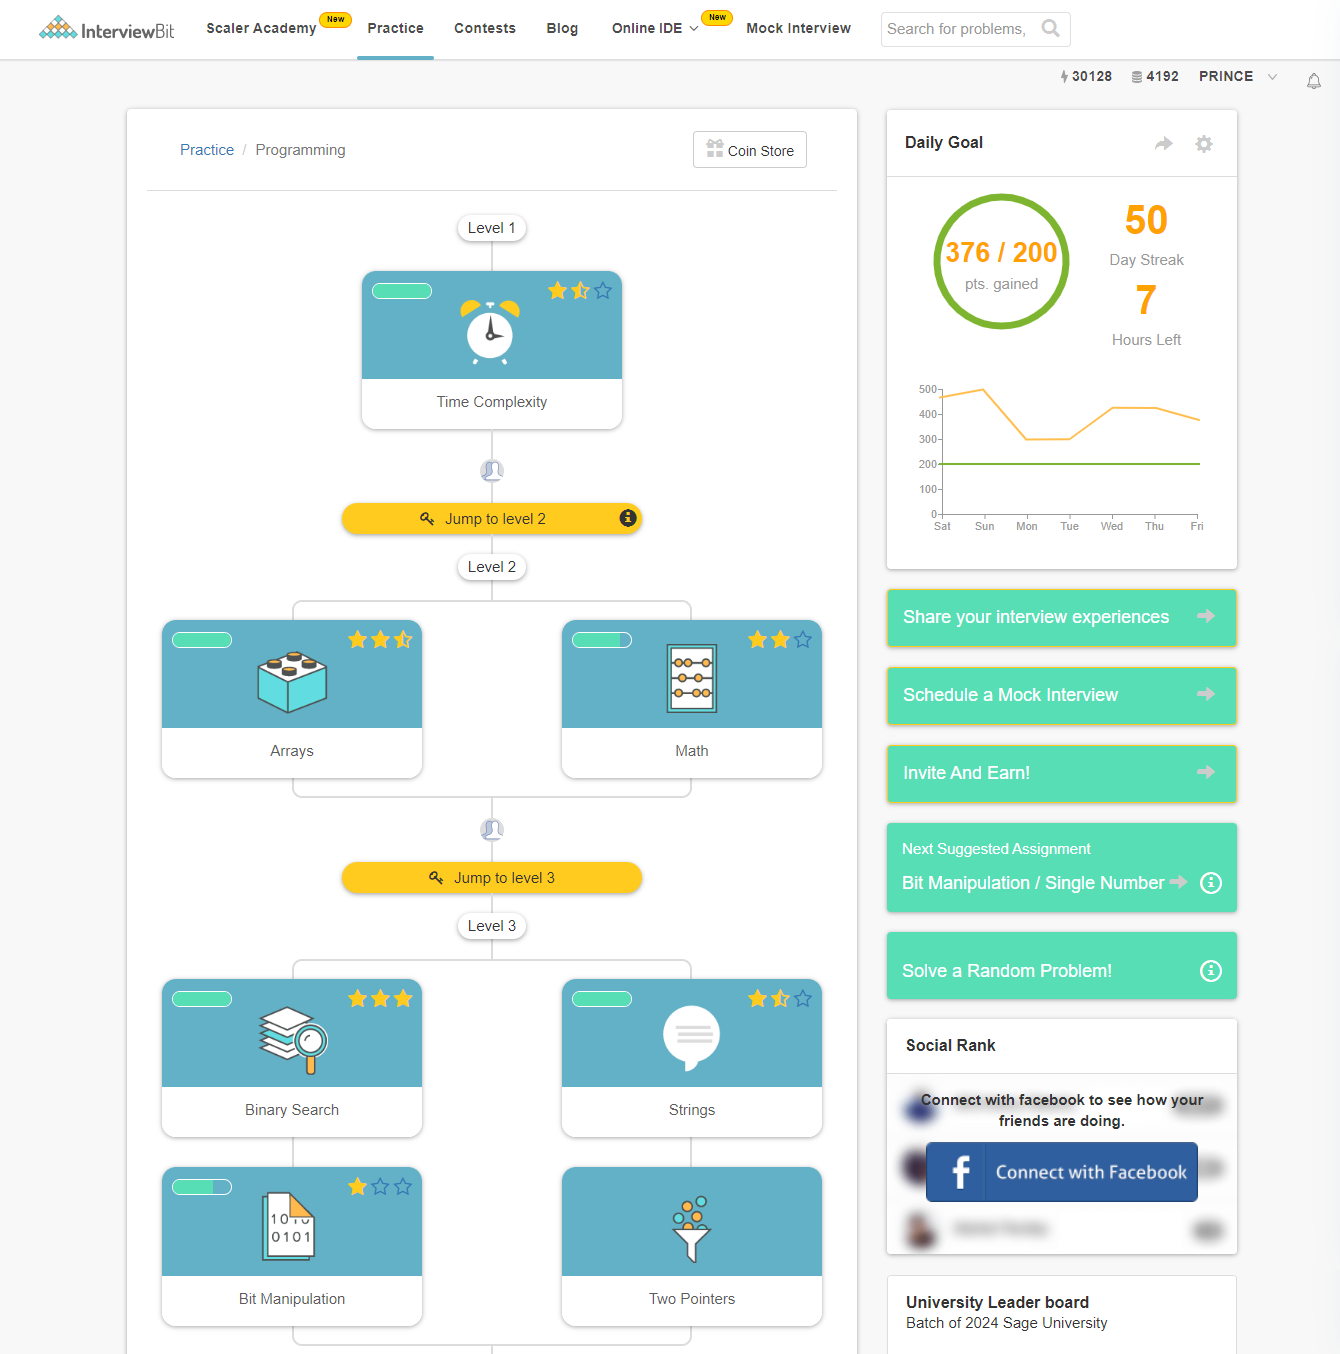 InterviewBit
Scaler Academy
New
Practice
Contests
Blog
Online IDE
New
Mock Interview
Search for problems,
30128
4192
PRINCE
Practice / Programming
Coin Store
Level 1
Time Complexity
Jump to level 2
Level 2
Arrays
Math
Jump to level 3
Level 3
Binary Search
Strings
1010
0101
Bit Manipulation
Two Pointers
Daily Goal
376 / 200
pts. gained
50
Day Streak
7
Hours Left
500
400
300
200
100
0
Sat Sun Mon Tue Wed Thu Fri
Share your interview experiences
Schedule a Mock Interview
Invite And Earn!
Next Suggested Assignment
Bit Manipulation / Single Number
Solve a Random Problem!
Social Rank
Connect with facebook to see how your
friends are doing.
f Connect with Facebook
University Leader board
Batch of 2024 Sage University